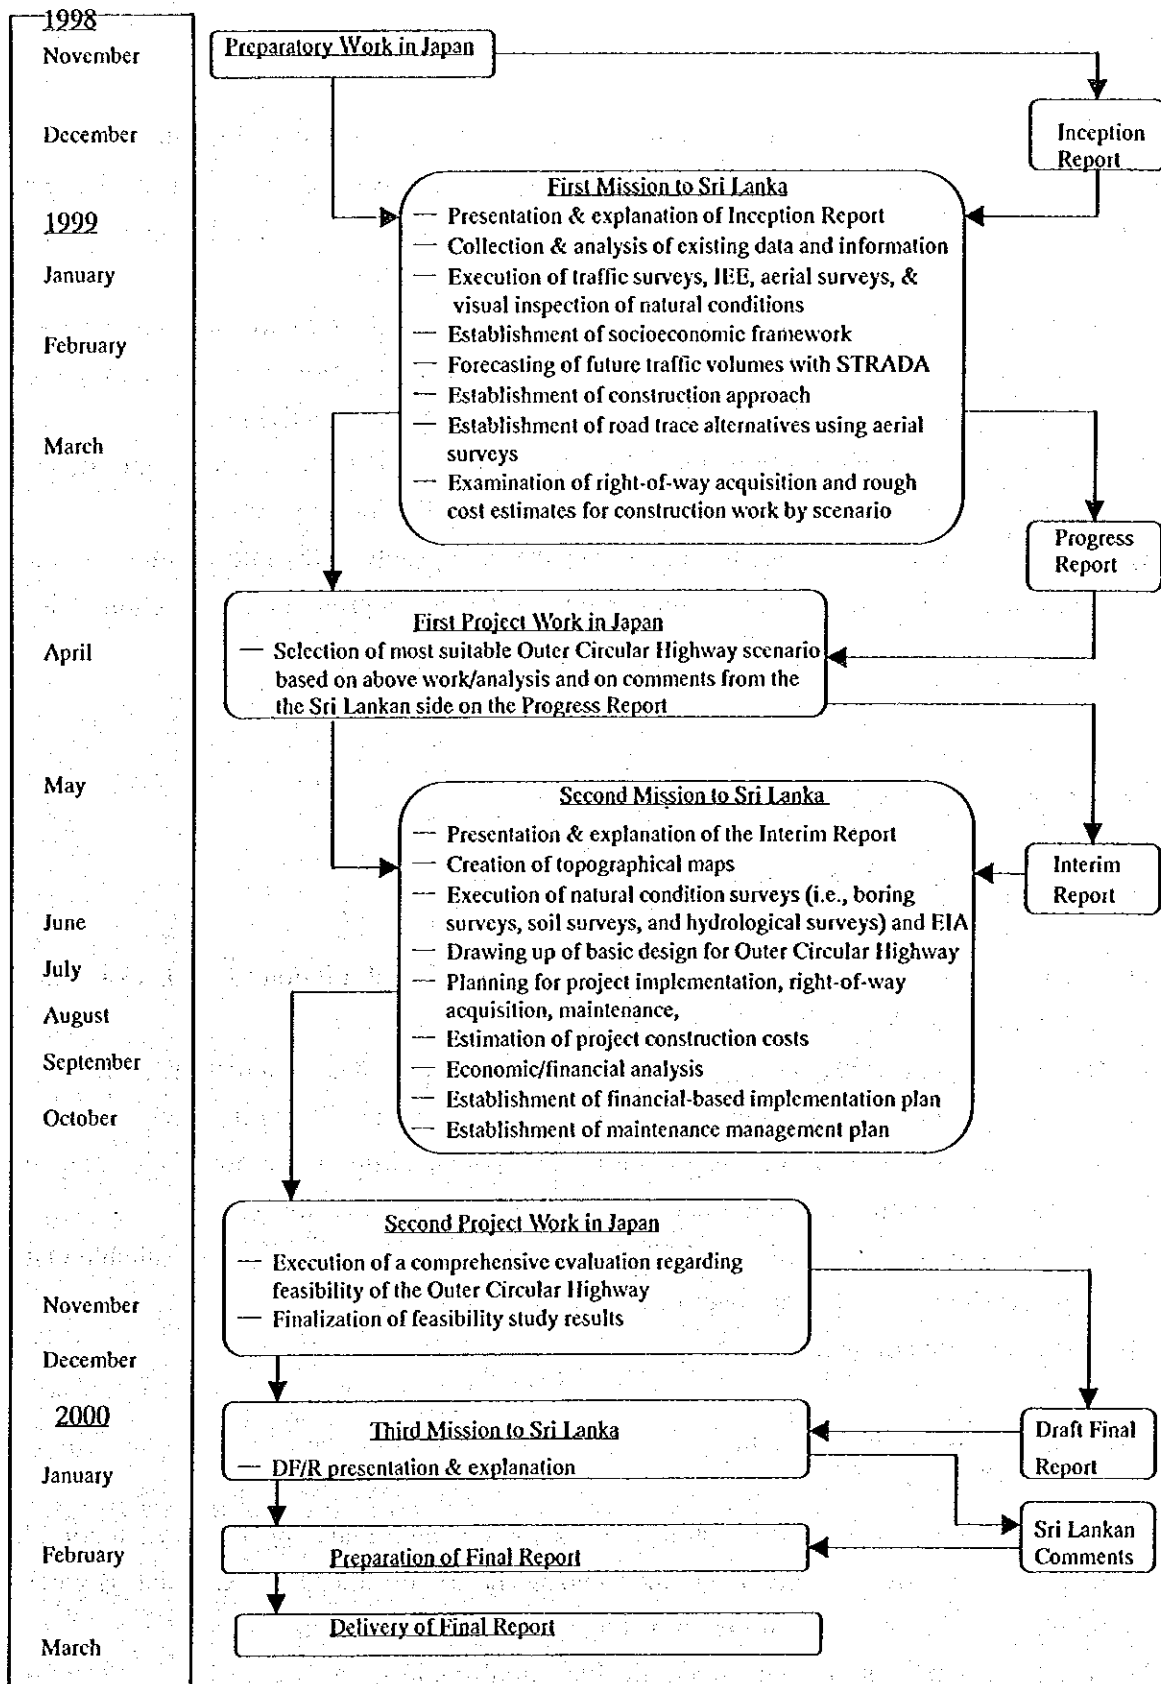 1998
November
December
1999
January
February
March
April
May
June
July
August
September
October
November
December
2000
January
February
March
Preparatory Work in Japan
Inception
Report
First Mission to Sri Lanka
— Presentation & explanation of Inception Report
— Collection & analysis of existing data and information
— Execution of traffic surveys, IEE, aerial surveys, &
visual inspection of natural conditions
— Establishment of socioeconomic framework
— Forecasting of future traffic volumes with STRADA
— Establishment of construction approach
— Establishment of road trace alternatives using aerial
surveys
— Examination of right-of-way acquisition and rough
cost estimates for construction work by scenario
Progress
Report
First Project Work in Japan
— Selection of most suitable Outer Circular Highway scenario
based on above work/analysis and on comments from the
the Sri Lankan side on the Progress Report
Second Mission to Sri Lanka
— Presentation & explanation of the Interim Report
— Creation of topographical maps
— Execution of natural condition surveys (i.e., boring
surveys, soil surveys, and hydrological surveys) and EIA
— Drawing up of basic design for Outer Circular Highway
— Planning for project implementation, right-of-way
acquisition, maintenance,
— Estimation of project construction costs
— Economic/financial analysis
— Establishment of financial-based implementation plan
— Establishment of maintenance management plan
Interim
Report
Second Project Work in Japan
— Execution of a comprehensive evaluation regarding
feasibility of the Outer Circular Highway
— Finalization of feasibility study results
Third Mission to Sri Lanka
— DF/R presentation & explanation
Draft Final
Report
Sri Lankan
Comments
Preparation of Final Report
Delivery of Final Report